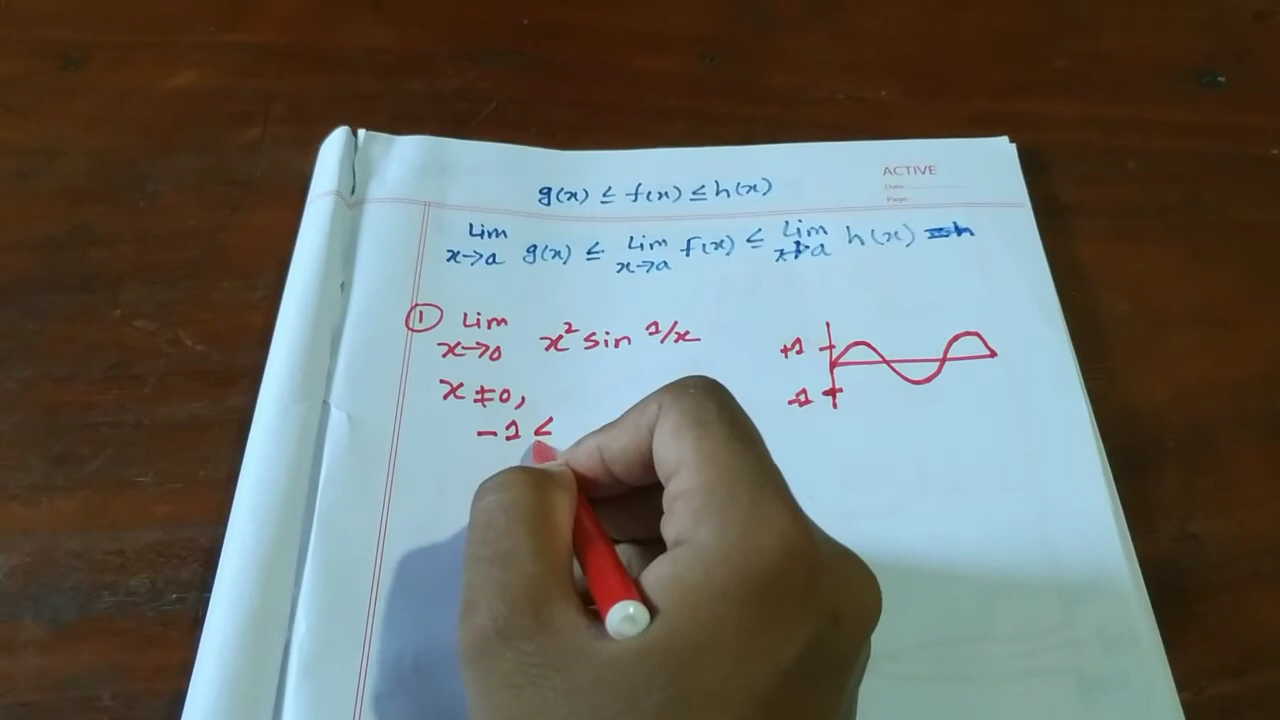 ACTIVE
Date:
Page:
g(x) ≤ f(x) ≤ h(x)
Lim x→a g(x) ≤ Lim x→a f(x) ≤ Lim x→a h(x)
① Lim x→0 x² sin 1/x
+1
-1
x ≠ 0,
-1 <